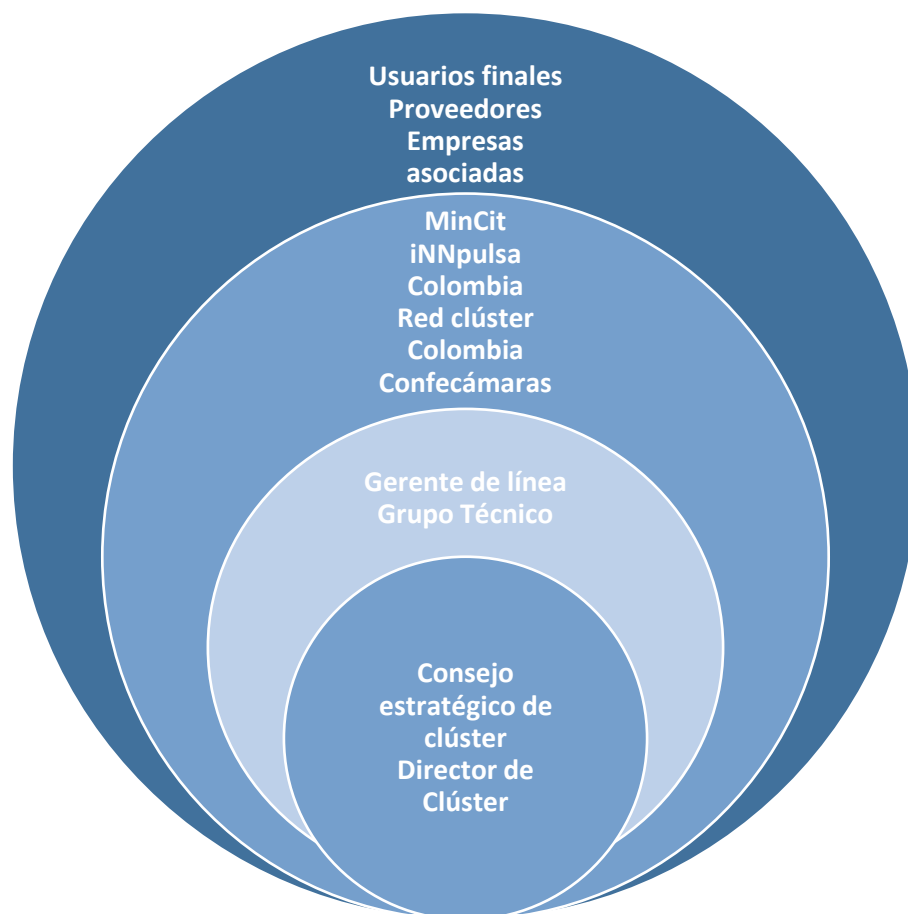 Usuarios finales
Proveedores
Empresas
asociadas
MinCit
iNNpulsa
Colombia
Red clúster
Colombia
Confecámaras
Gerente de línea
Grupo Técnico
Consejo
estratégico de
clúster
Director de
Clúster